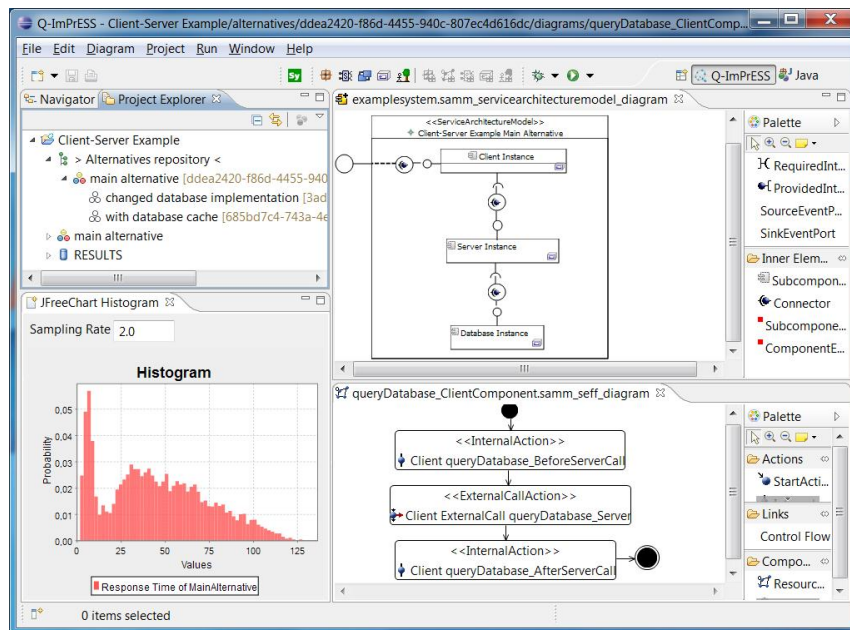 Q-ImPrESS - Client-Server Example/alternatives/ddea2420-f86d-4455-940c-807ec4d616dc/diagrams/queryDatabase_ClientComp...
File Edit Diagram Project Run Window Help
Sy
Q-ImPrESS Java
Navigator Project Explorer
Client-Server Example
> Alternatives repository <
main alternative [ddea2420-f86d-4455-940
changed database implementation [3ad
with database cache [685bd7c4-743a-4e
main alternative
RESULTS
JFreeChart Histogram
Sampling Rate 2.0
Histogram
Probability
0,05
0,04
0,03
0,02
0,01
0,00
0 25 50 75 100 125
Values
Response Time of MainAlternative
examplesystem.samm_servicearchitecturemodel_diagram
<<ServiceArchitectureModel>>
Client-Server Example Main Alternative
Client Instance
Server Instance
Database Instance
Palette
RequiredInt...
ProvidedInt...
SourceEventP...
SinkEventPort
Inner Elem...
Subcompon...
Connector
Subcompone...
ComponentE...
queryDatabase_ClientComponent.samm_seff_diagram
<<InternalAction>>
Client queryDatabase_BeforeServerCall
<<ExternalCallAction>>
Client ExternalCall queryDatabase_Server
<<InternalAction>>
Client queryDatabase_AfterServerCall
Palette
Actions
StartActi...
Links
Control Flow
Compo...
Resourc...
0 items selected